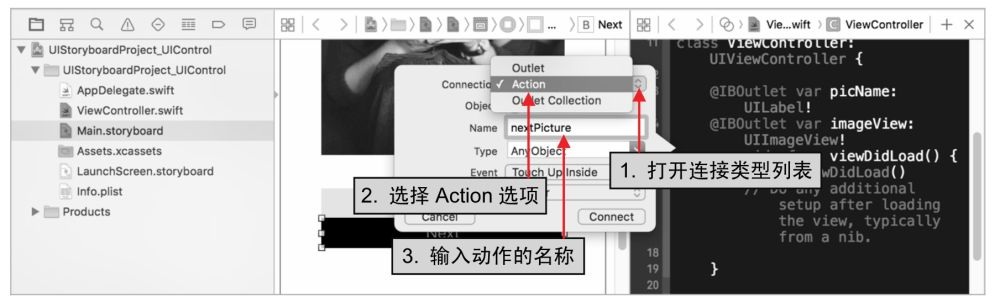 B Next
Vie...wift
C ViewController
UIStoryboardProject_UIControl
UIStoryboardProject_UIControl
AppDelegate.swift
ViewController.swift
Main.storyboard
Assets.xcassets
LaunchScreen.storyboard
Info.plist
Products
Connectio
Outlet
✓ Action
Outlet Collection
Objec
Name nextPicture
Type AnyObject
Event Touch Up Inside
Cancel
Connect
Next
1. 打开连接类型列表
2. 选择 Action 选项
3. 输入动作的名称
11 class ViewController:
UIViewController {
@IBOutlet var picName:
UILabel!
@IBOutlet var imageView:
UIImageView!
viewDidLoad() {
wDidLoad()
// Do any additional
setup after loading
the view, typically
from a nib.
18
19 }
20